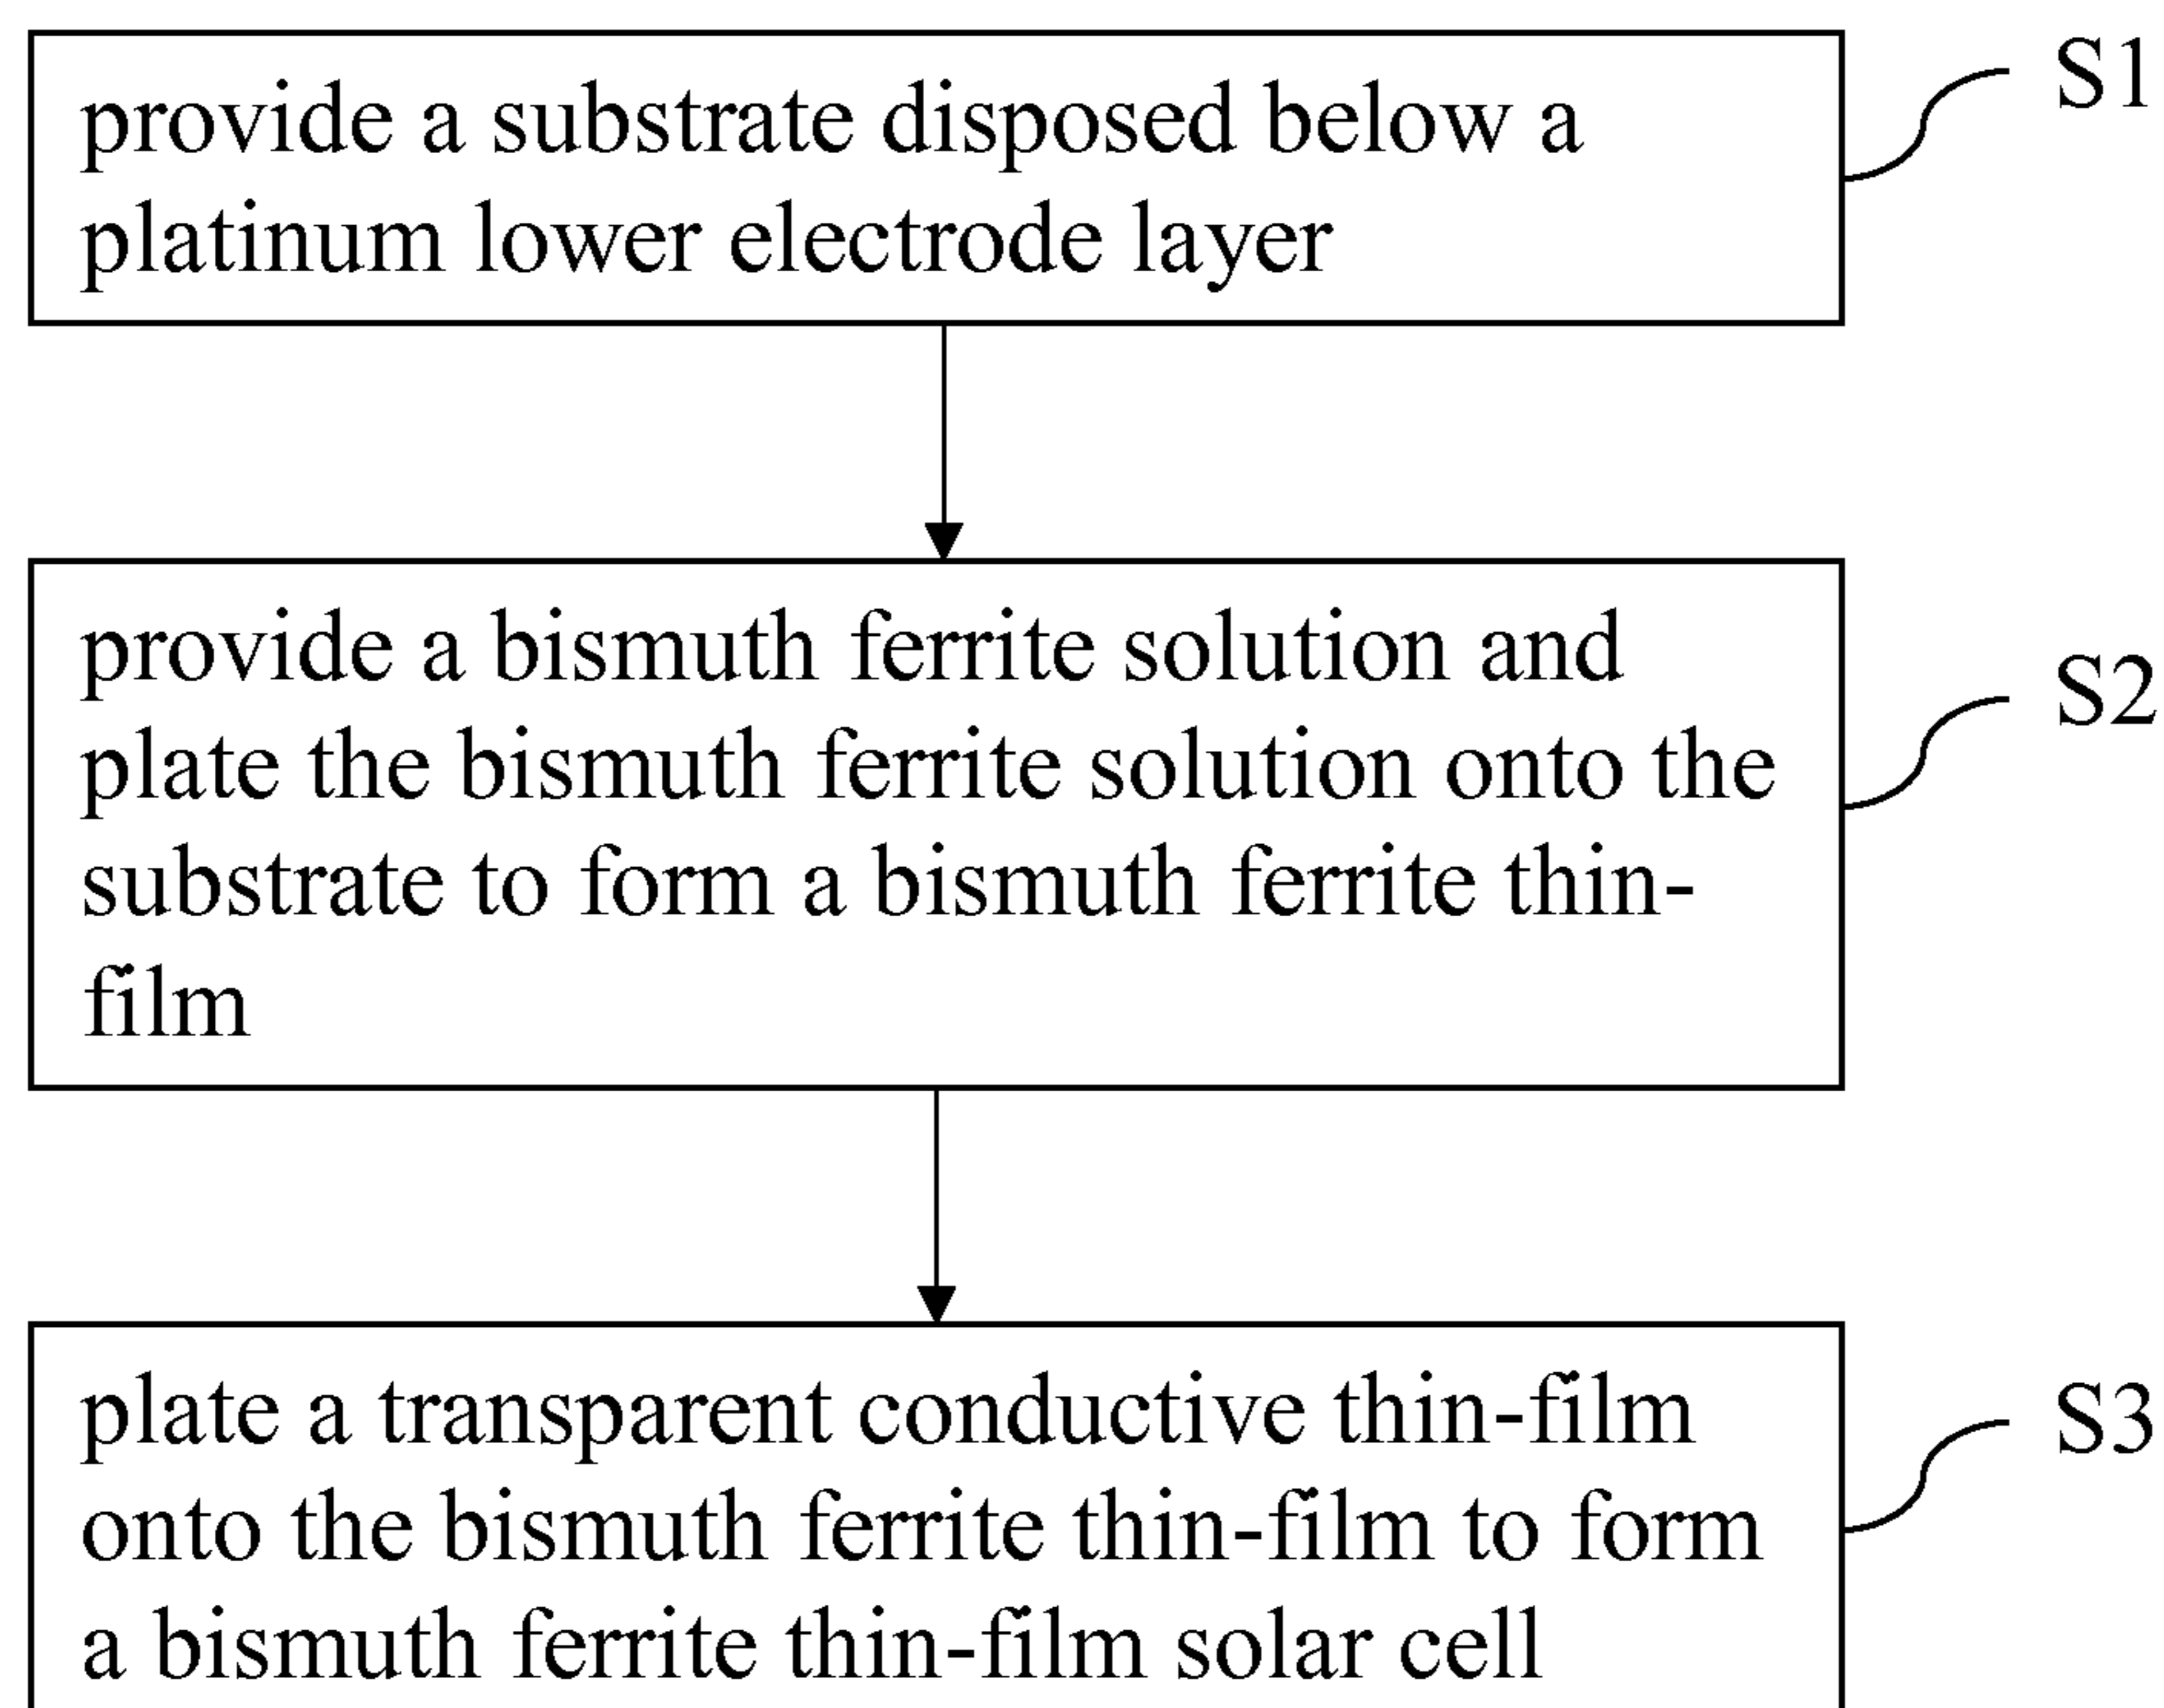 provide a substrate disposed below a
platinum lower electrode layer
S1
provide a bismuth ferrite solution and
plate the bismuth ferrite solution onto the
substrate to form a bismuth ferrite thin-
film
S2
plate a transparent conductive thin-film
onto the bismuth ferrite thin-film to form
a bismuth ferrite thin-film solar cell
S3